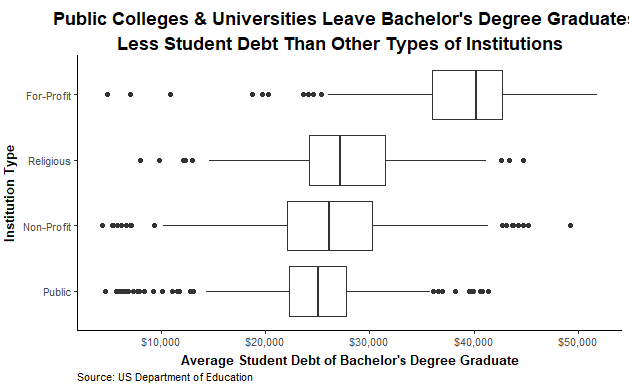 Public Colleges & Universities Leave Bachelor's Degree Graduates
Less Student Debt Than Other Types of Institutions
Institution Type
For-Profit
Religious
Non-Profit
Public
$10,000
$20,000
$30,000
$40,000
$50,000
Average Student Debt of Bachelor's Degree Graduate
Source: US Department of Education